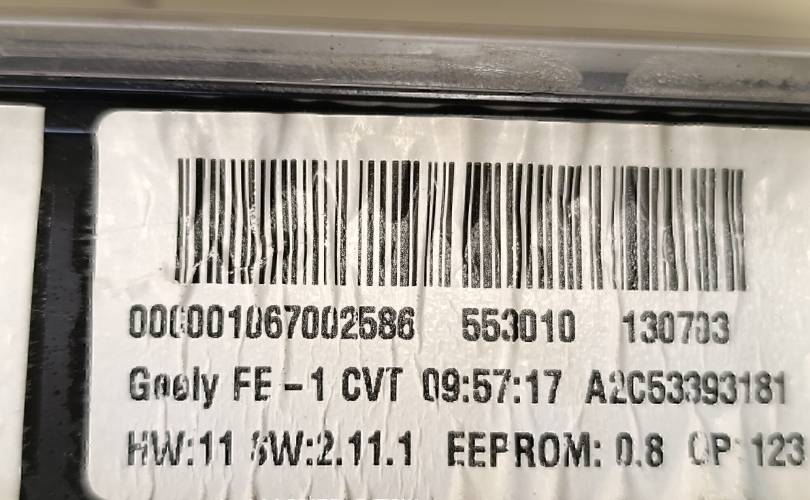 000001067002586 553010 130703
Geely FE -1 CVT 09:57:17 A2C53393181
HW:11 SW:2.11.1 EEPROM: 0.8 OP:123